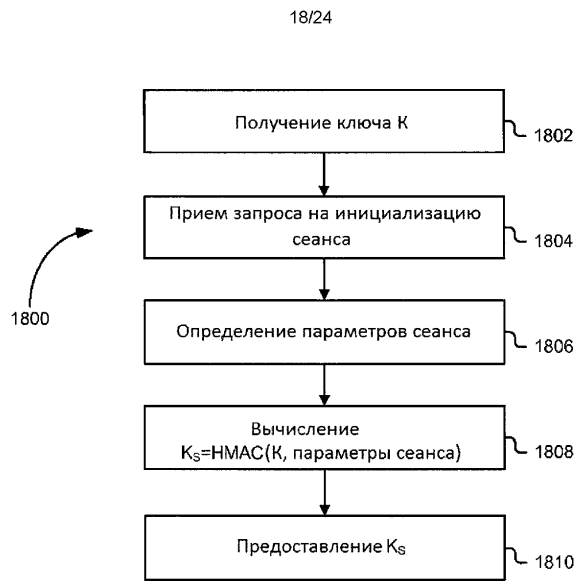 18/24
Получение ключа К
1802
Прием запроса на инициализацию
сеанса
1804
1800
Определение параметров сеанса
1806
Вычисление
Ks=HMAC(К, параметры сеанса)
1808
Предоставление Ks
1810